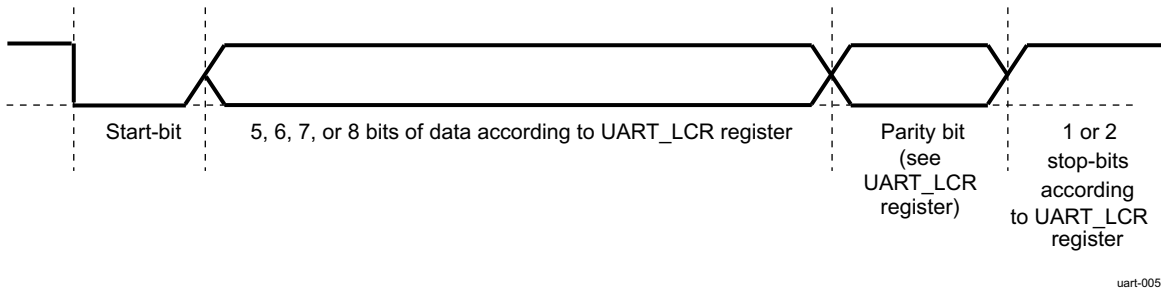 Start-bit
5, 6, 7, or 8 bits of data according to UART_LCR register
Parity bit
(see
UART_LCR
register)
1 or 2
stop-bits
according
to UART_LCR
register
uart-005